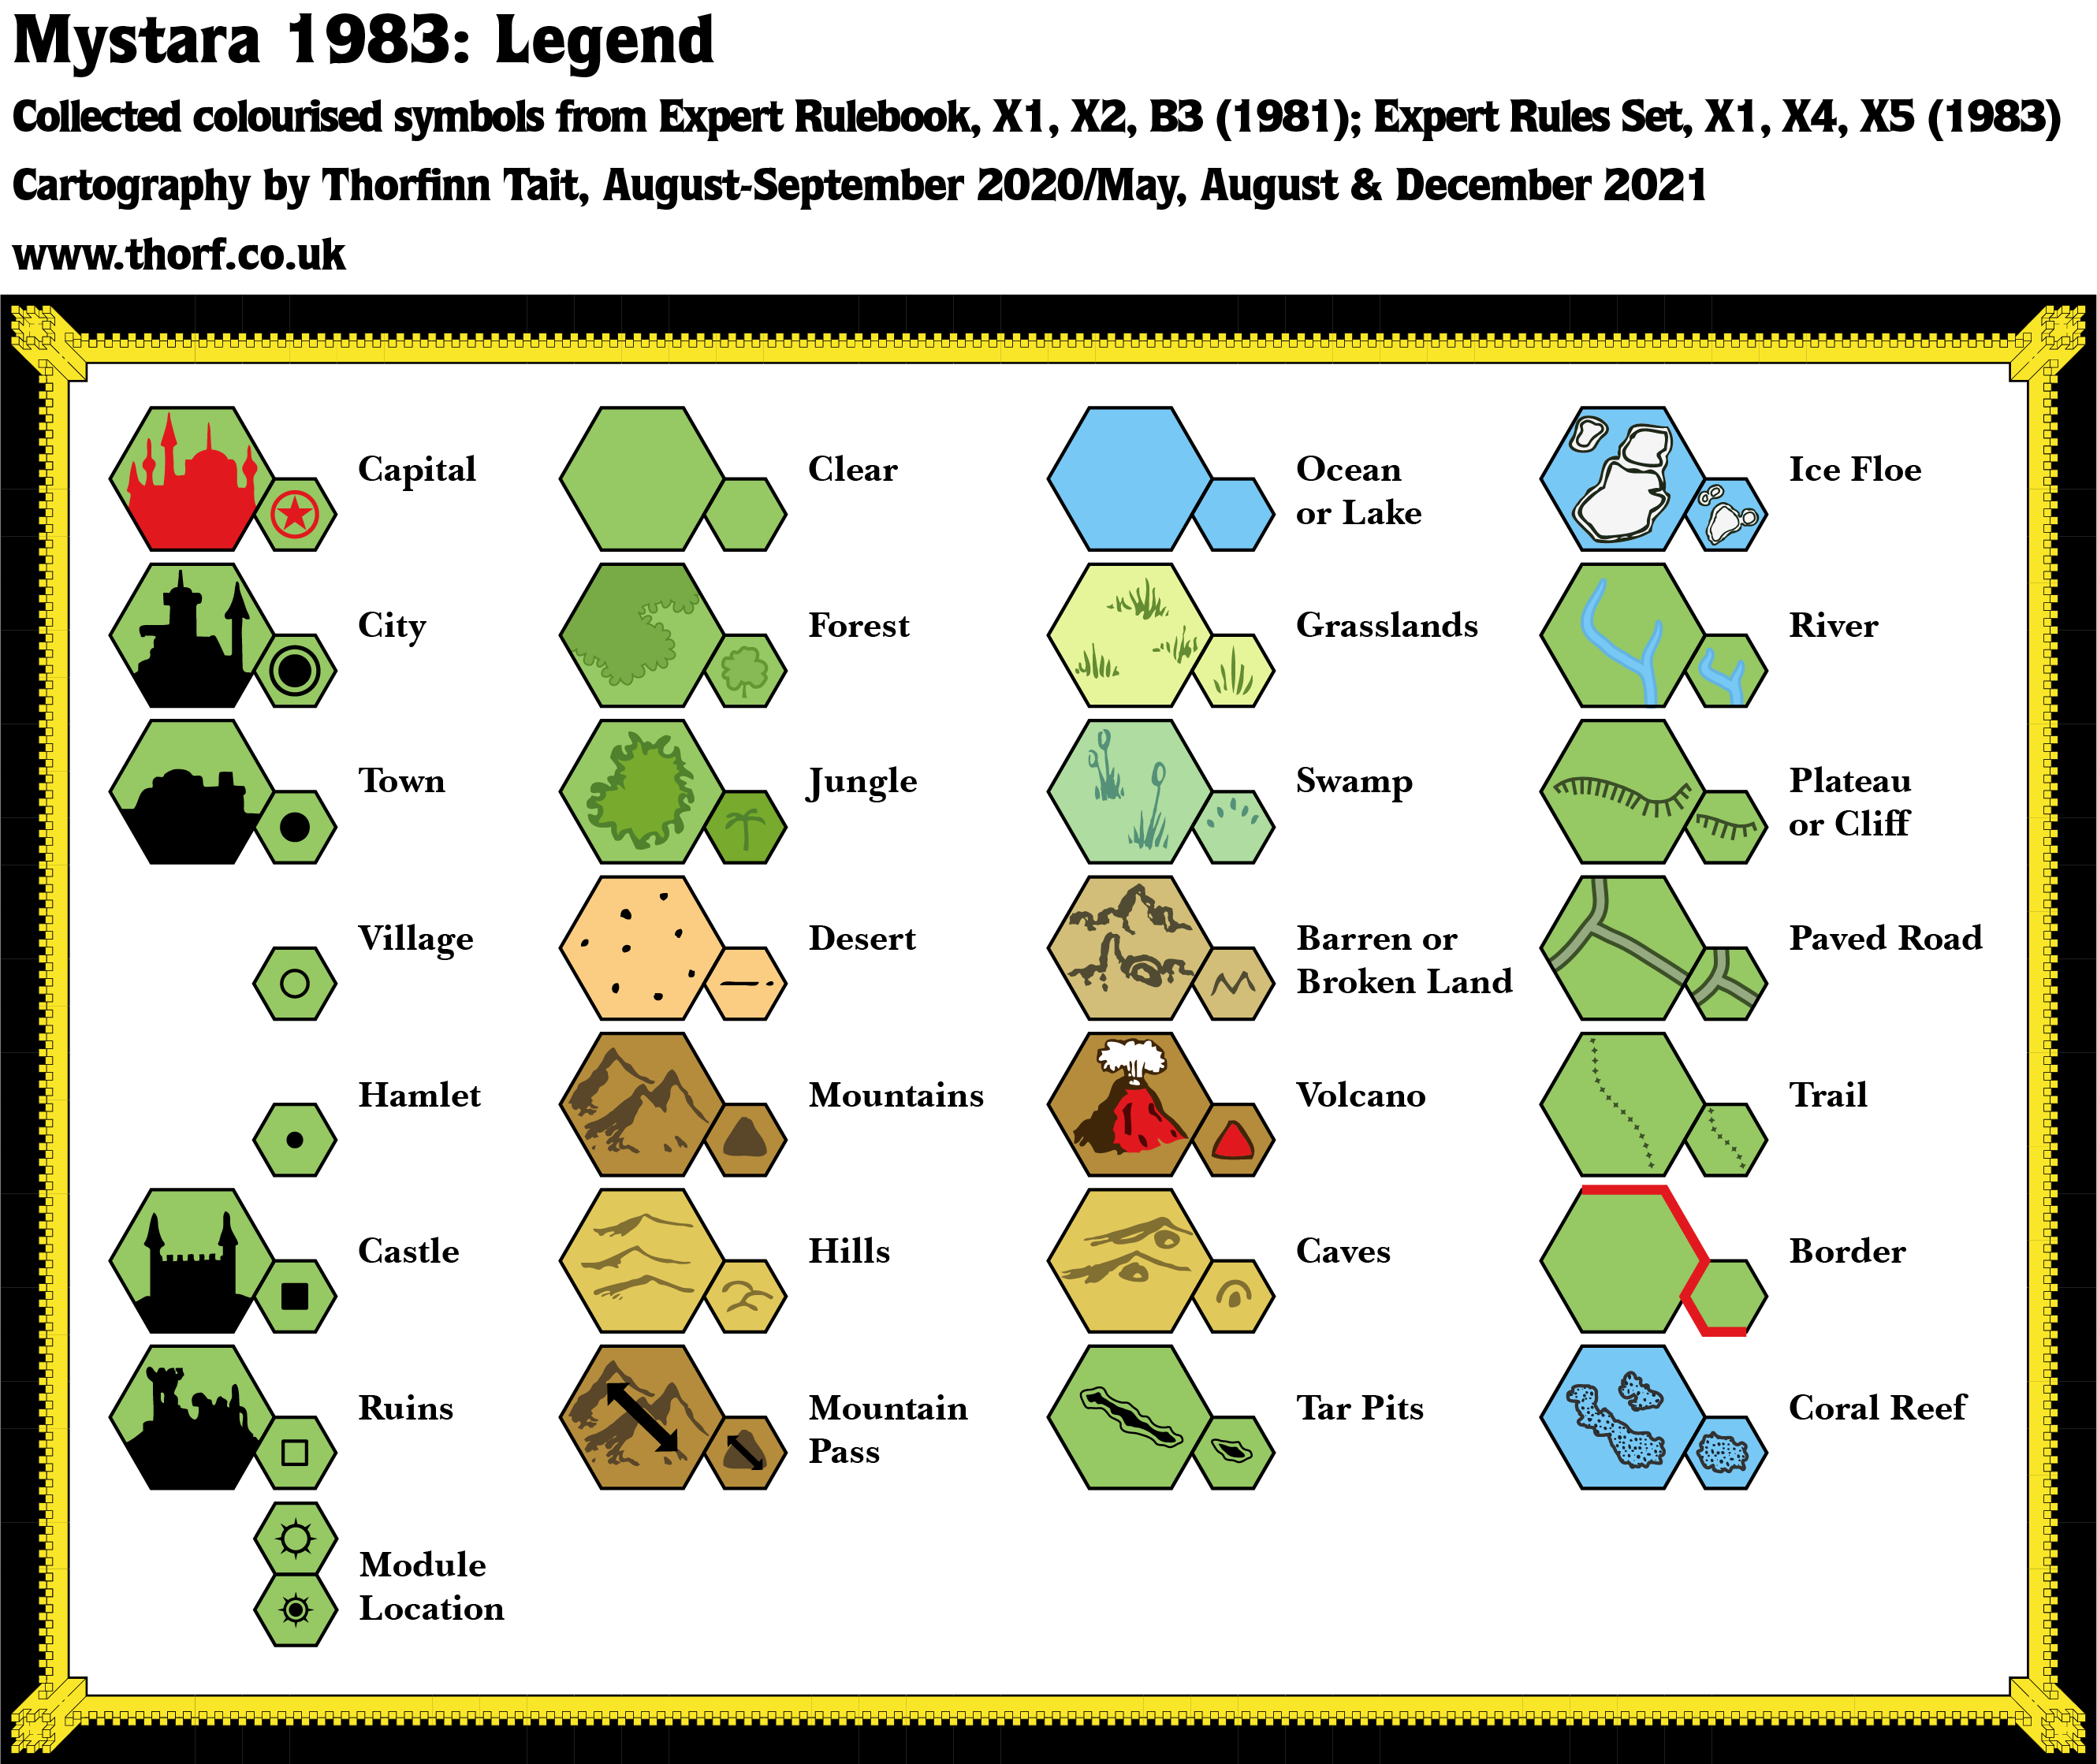 Mystara 1983: Legend
Collected colourised symbols from Expert Rulebook, X1, X2, B3 (1981); Expert Rules Set, X1, X4, X5 (1983)
Cartography by Thorfinn Tait, August-September 2020/May, August & December 2021
www.thorf.co.uk
Capital
City
Town
Village
Hamlet
Castle
Ruins
Module
Location
Clear
Forest
Jungle
Desert
Mountains
Hills
Mountain
Pass
Ocean
or Lake
Grasslands
Swamp
Barren or
Broken Land
Volcano
Caves
Tar Pits
Ice Floe
River
Plateau
or Cliff
Paved Road
Trail
Border
Coral Reef